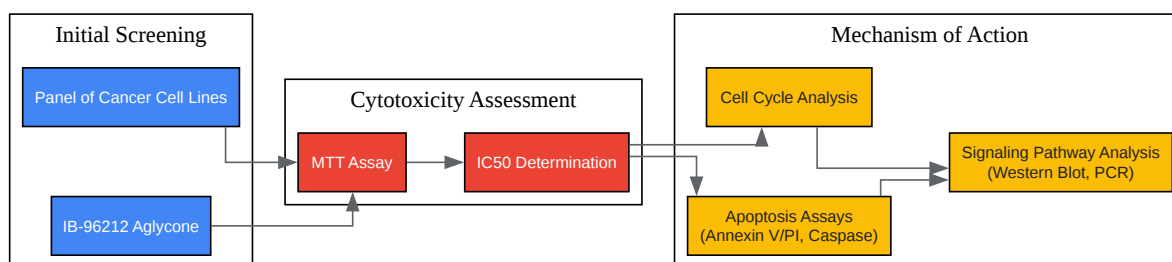 Initial Screening
Panel of Cancer Cell Lines
IB-96212 Aglycone
Cytotoxicity Assessment
MTT Assay
IC50 Determination
Mechanism of Action
Cell Cycle Analysis
Apoptosis Assays
(Annexin V/PI, Caspase)
Signaling Pathway Analysis
(Western Blot, PCR)